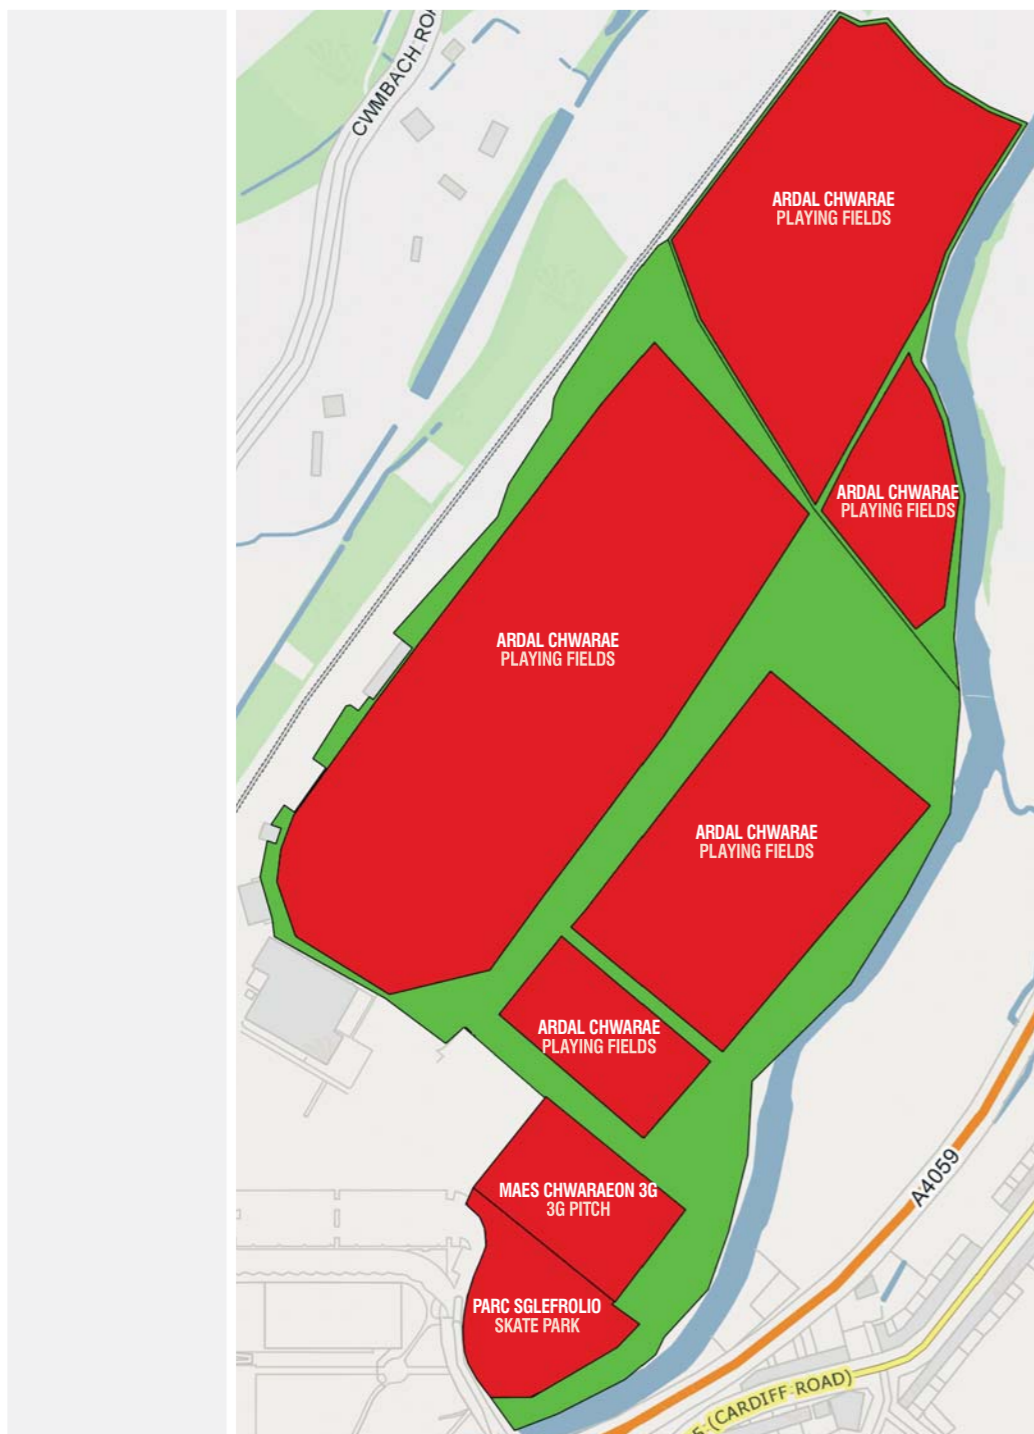 CWMBACH RO
ARDAL CHWARAE
PLAYING FIELDS
ARDAL CHWARAE
PLAYING FIELDS
ARDAL CHWARAE
PLAYING FIELDS
ARDAL CHWARAE
PLAYING FIELDS
ARDAL CHWARAE
PLAYING FIELDS
MAES CHWARAEON 3G
3G PITCH
A4059
PARC SGLEFROLIO
SKATE PARK
(CARDIFF ROAD)